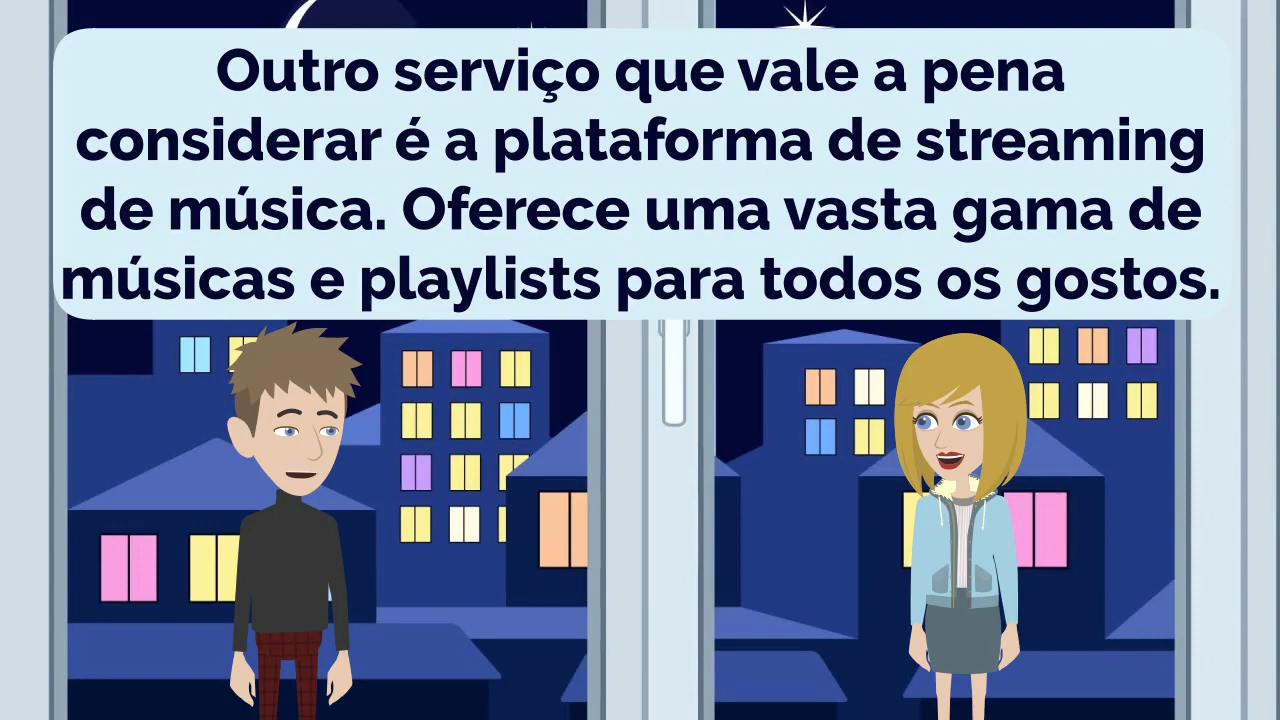 Outro serviço que vale a pena
considerar é a plataforma de streaming
de música. Oferece uma vasta gama de
músicas e playlists para todos os gostos.